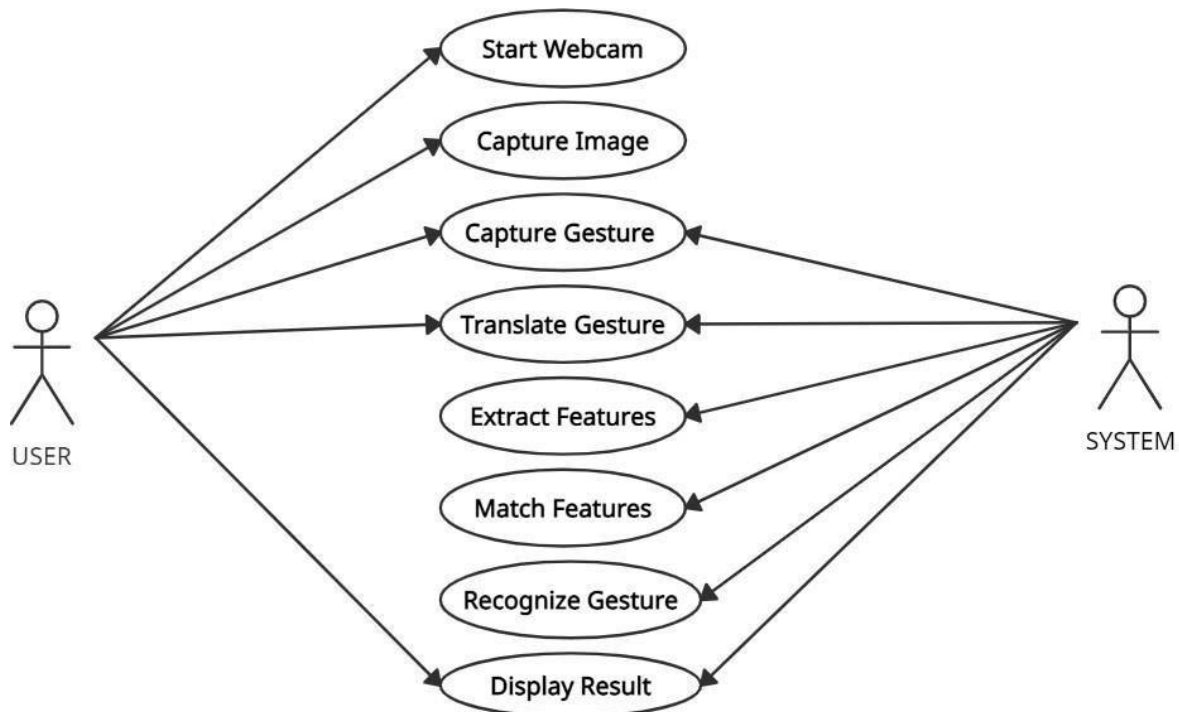 Start Webcam
Capture Image
Capture Gesture
Translate Gesture
Extract Features
Match Features
Recognize Gesture
Display Result
USER
SYSTEM